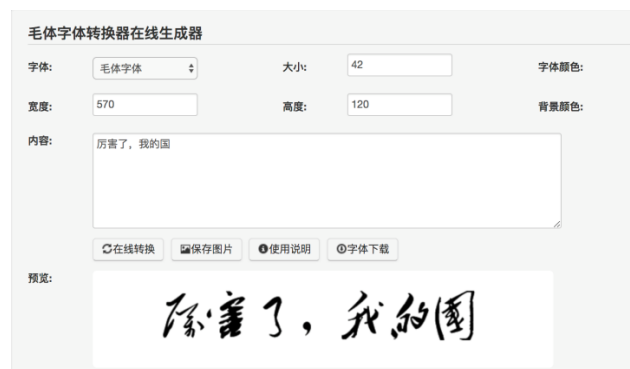 毛体字体转换器在线生成器
字体: 毛体字体 大小: 42 字体颜色:
宽度: 570 高度: 120 背景颜色:
内容: 厉害了，我的国
在线转换 保存图片 使用说明 字体下载
预览:
厉害了，我的國